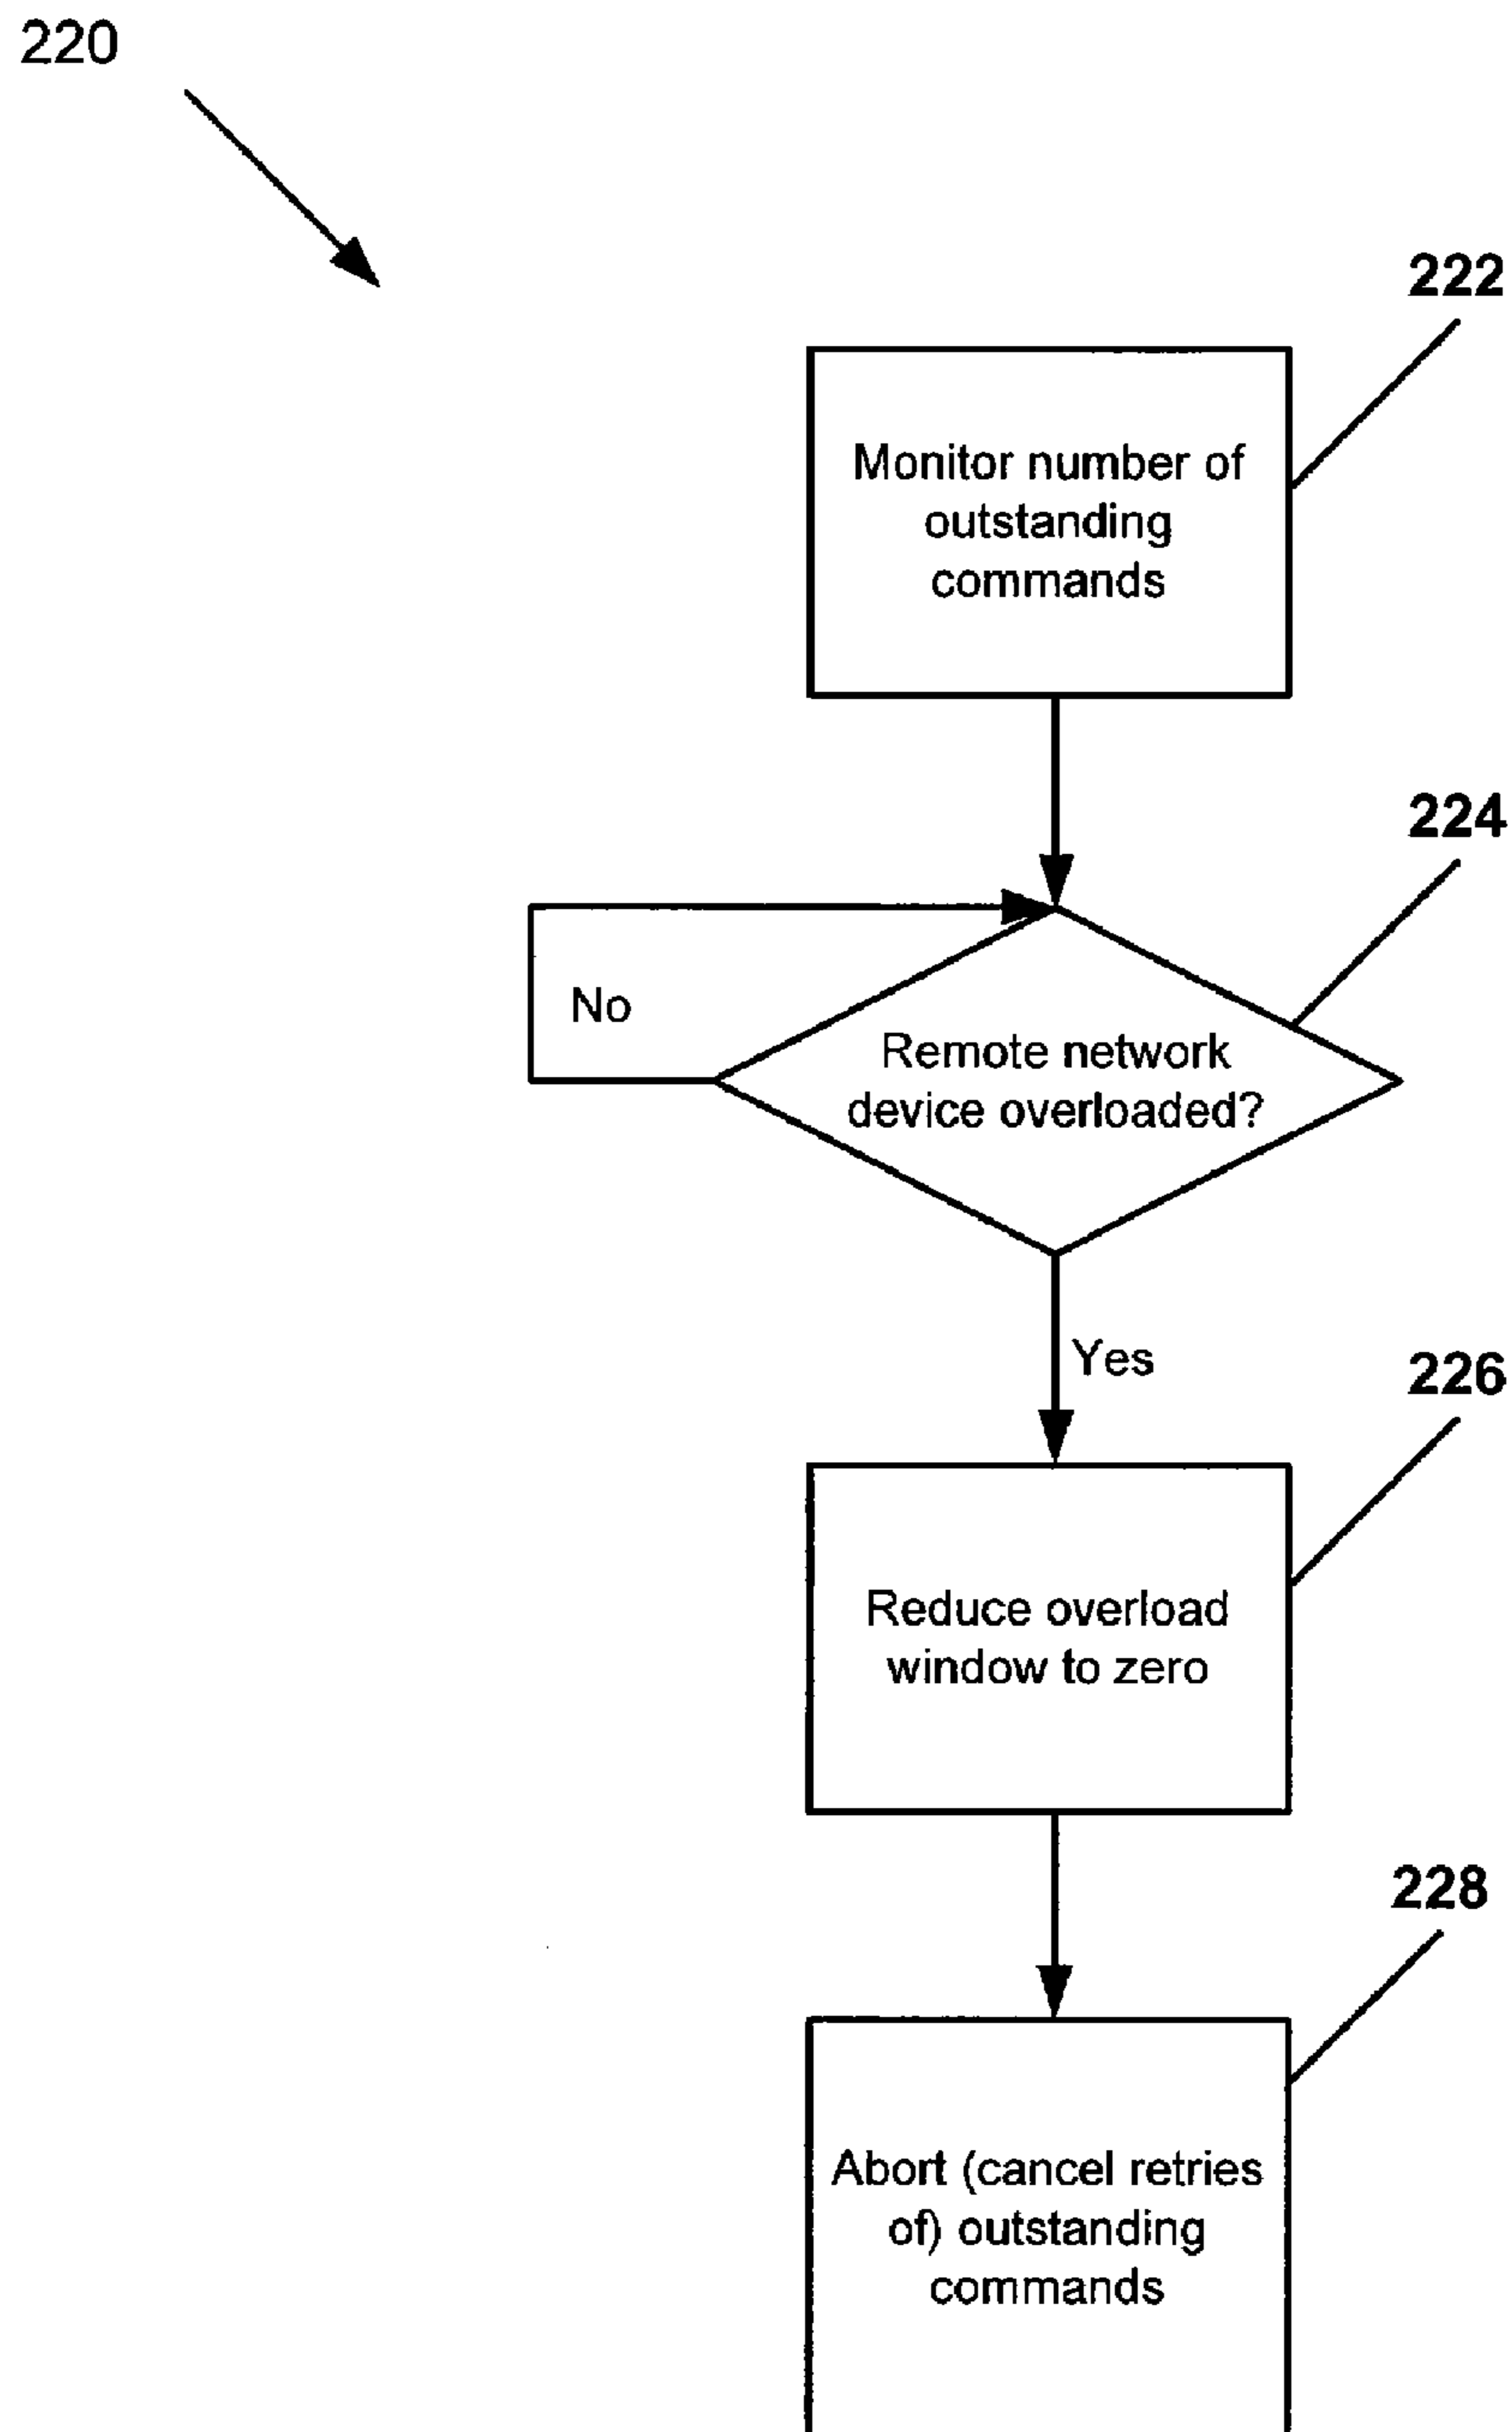 220
222
Monitor number of
outstanding
commands
224
No
Remote network
device overloaded?
Yes
226
Reduce overload
window to zero
228
Abort (cancel retries
of) outstanding
commands